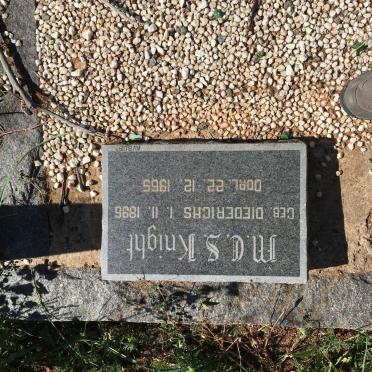 M.C.S. Knight
GEB. DIEDERICHS 1. 11. 1896
OORL. 22. 12. 1965